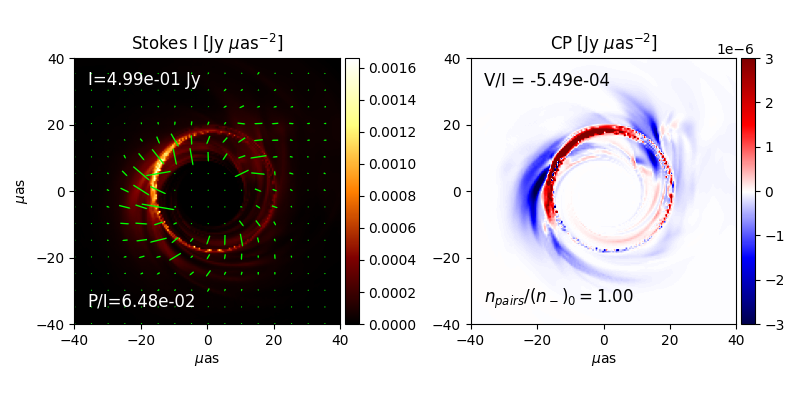 Stokes I [Jy μas⁻²]
I=4.99e-01 Jy
P/I=6.48e-02
40
20
0
−20
−40
μas
−40 −20 0 20 40
μas
0.0016
0.0014
0.0012
0.0010
0.0008
0.0006
0.0004
0.0002
0.0000
CP [Jy μas⁻²]
1e−6
V/I = -5.49e-04
n_pairs/(n_−)_0 = 1.00
40
20
0
−20
−40
−40 −20 0 20 40
μas
3
2
1
0
−1
−2
−3